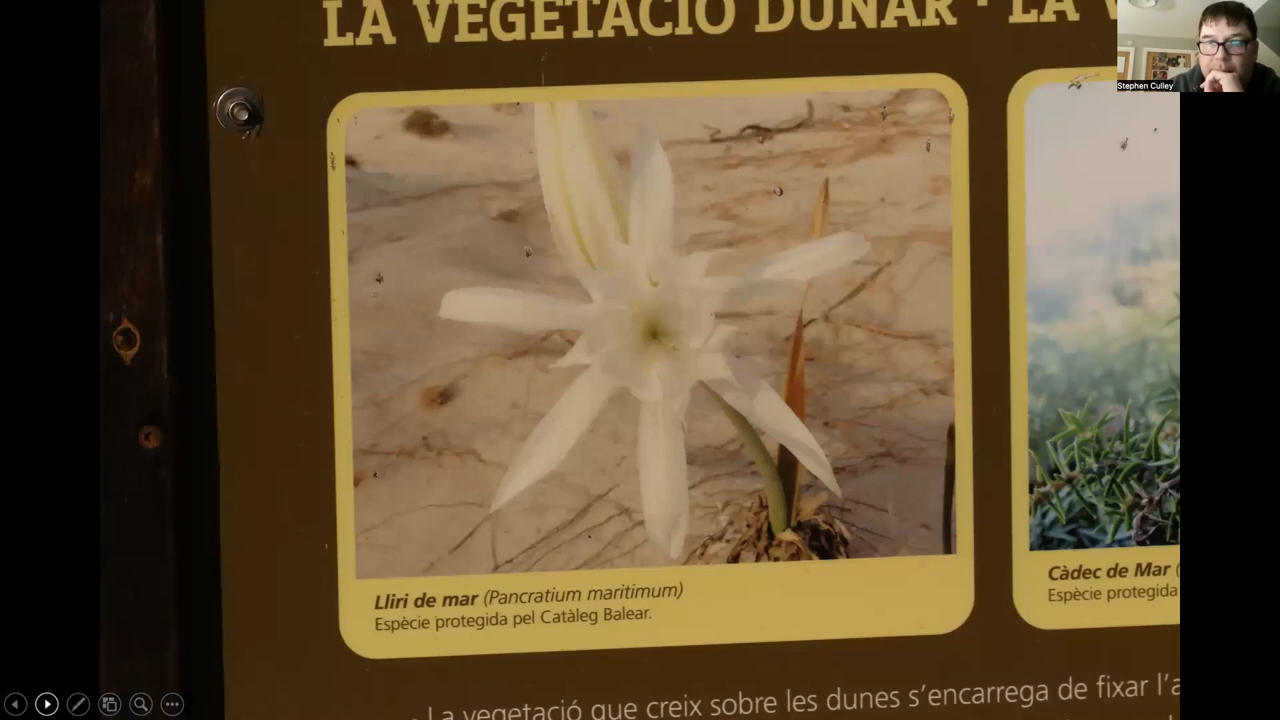 LA VEGETACIÓ DUNAR · LA
Stephen Culley
Lliri de mar (Pancratium maritimum)
Espècie protegida pel Catàleg Balear.
Càdec de Mar (
Espècie protegida
La vegetació que creix sobre les dunes s'encarrega de fixar